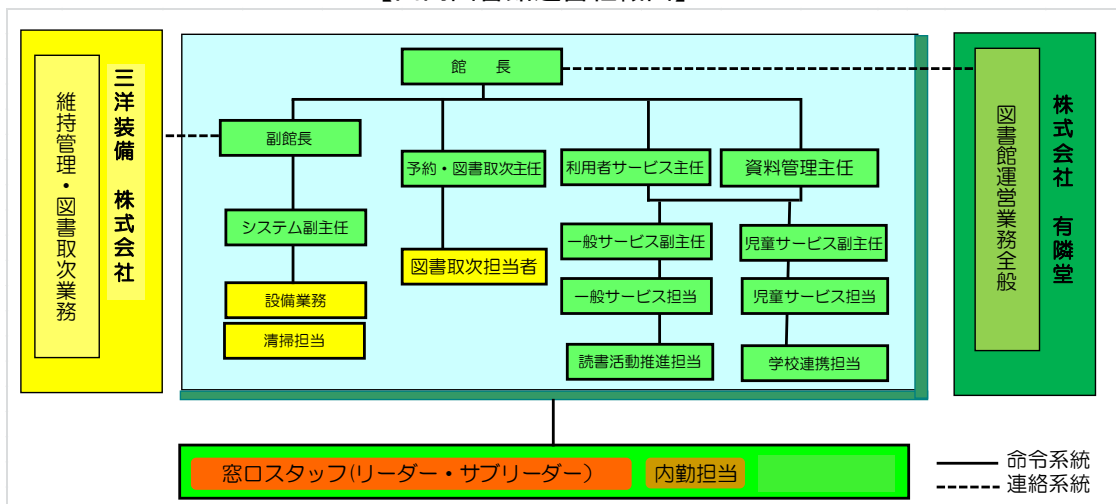 三洋装備 株式会社
維持管理・図書取次業務
館 長
副館長
予約・図書取次主任
利用者サービス主任
資料管理主任
システム副主任
図書取次担当者
一般サービス副主任
児童サービス副主任
設備業務
清掃担当
一般サービス担当
児童サービス担当
読書活動推進担当
学校連携担当
株式会社 有隣堂
図書館運営業務全般
窓口スタッフ(リーダー・サブリーダー)
内勤担当
命令系統
連絡系統